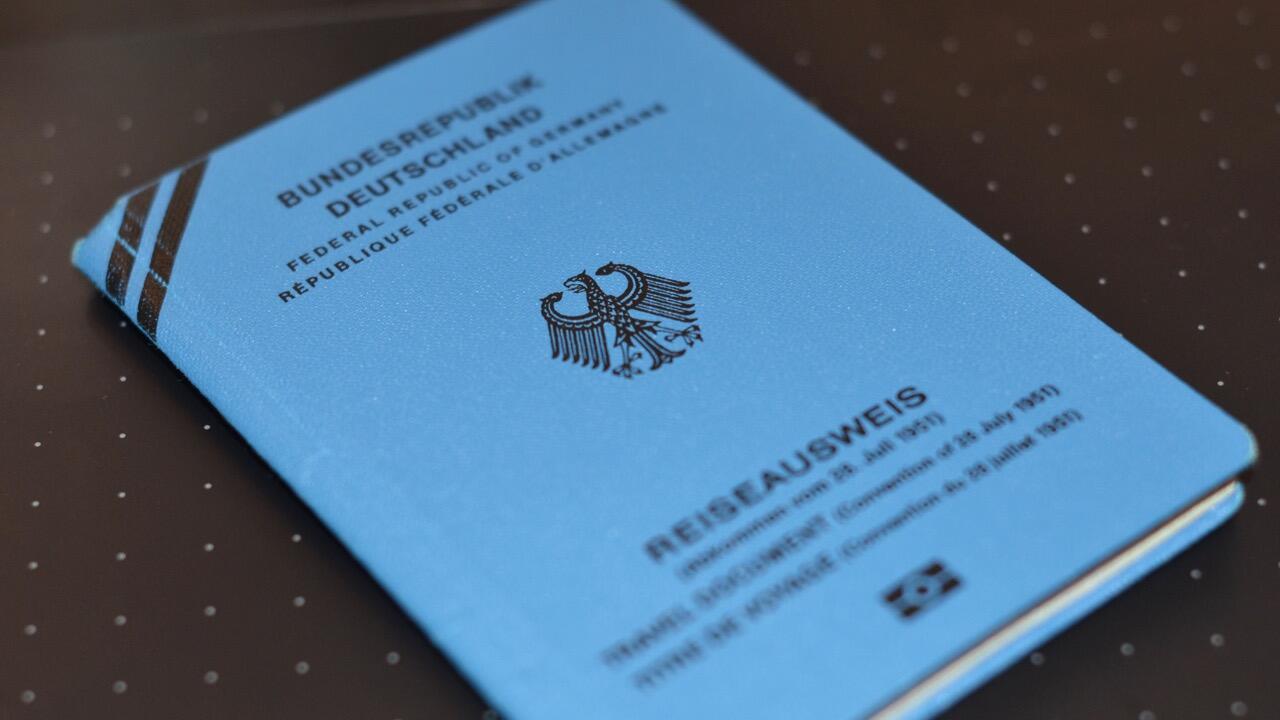 BUNDESREPUBLIK
DEUTSCHLAND
FEDERAL REPUBLIC OF GERMANY
RÉPUBLIQUE FÉDÉRALE D'ALLEMAGNE
REISEAUSWEIS
(Abkommen vom 28. Juli 1951)
TRAVEL DOCUMENT (Convention of 28 July 1951)
TITRE DE VOYAGE (Convention du 28 juillet 1951)